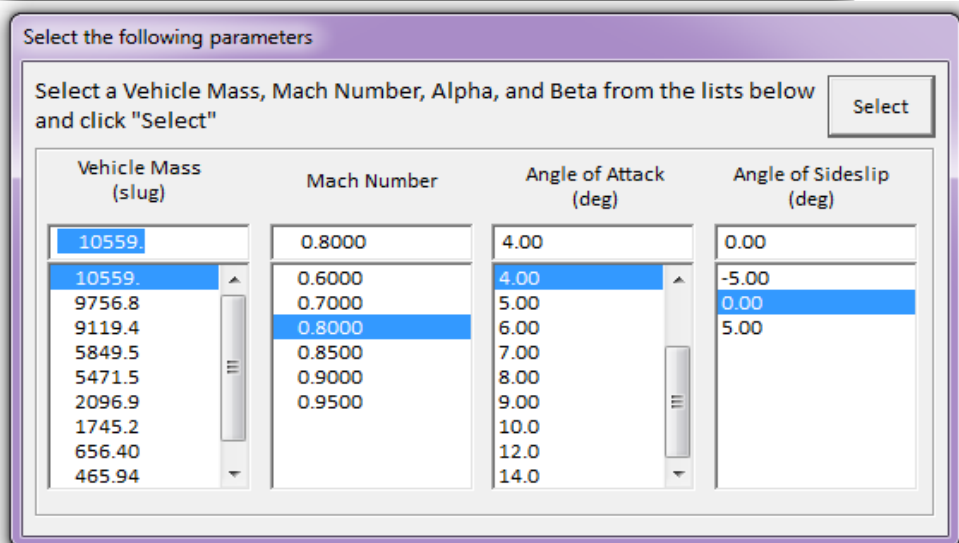 Select the following parameters
Select a Vehicle Mass, Mach Number, Alpha, and Beta from the lists below
and click "Select"
Select
Vehicle Mass
(slug)
10559.
10559.
9756.8
9119.4
5849.5
5471.5
2096.9
1745.2
656.40
465.94
Mach Number
0.8000
0.6000
0.7000
0.8000
0.8500
0.9000
0.9500
Angle of Attack
(deg)
4.00
4.00
5.00
6.00
7.00
8.00
9.00
10.0
12.0
14.0
Angle of Sideslip
(deg)
0.00
-5.00
0.00
5.00